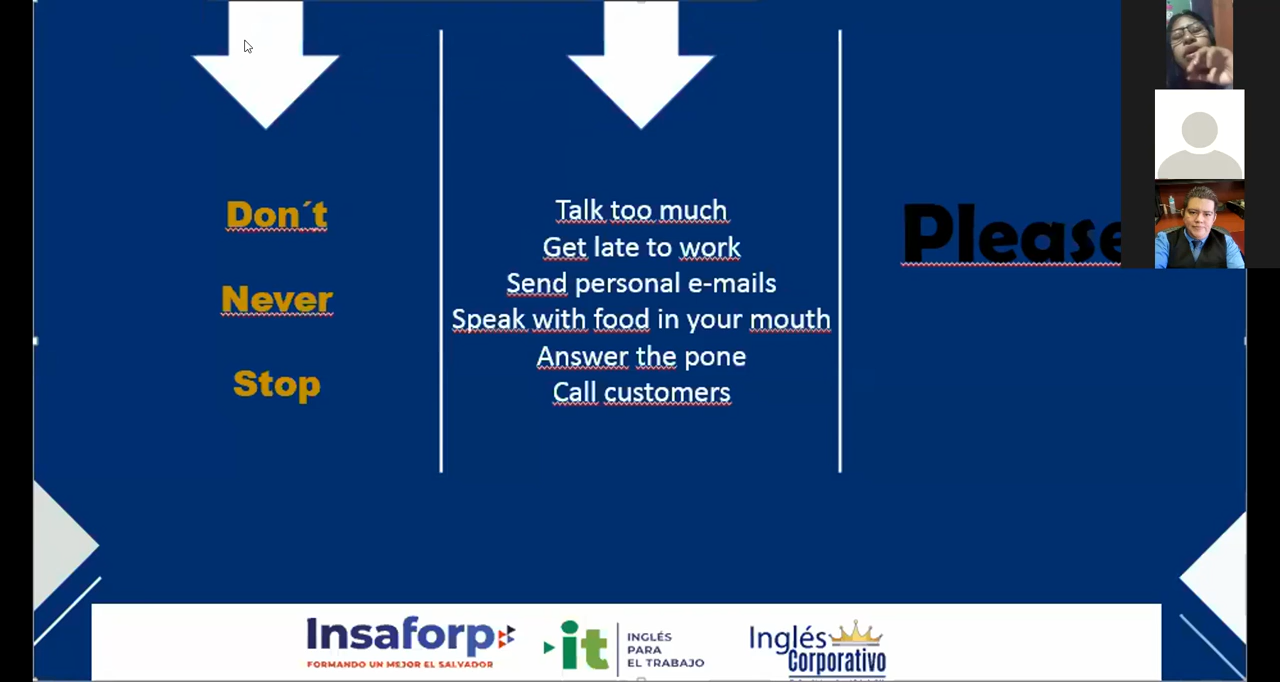 Don´t
Never
Stop
Talk too much
Get late to work
Send personal e-mails
Speak with food in your mouth
Answer the pone
Call customers
Please
Insaforp
FORMANDO UN MEJOR EL SALVADOR
it
INGLÉS
PARA
EL TRABAJO
Inglés
Corporativo